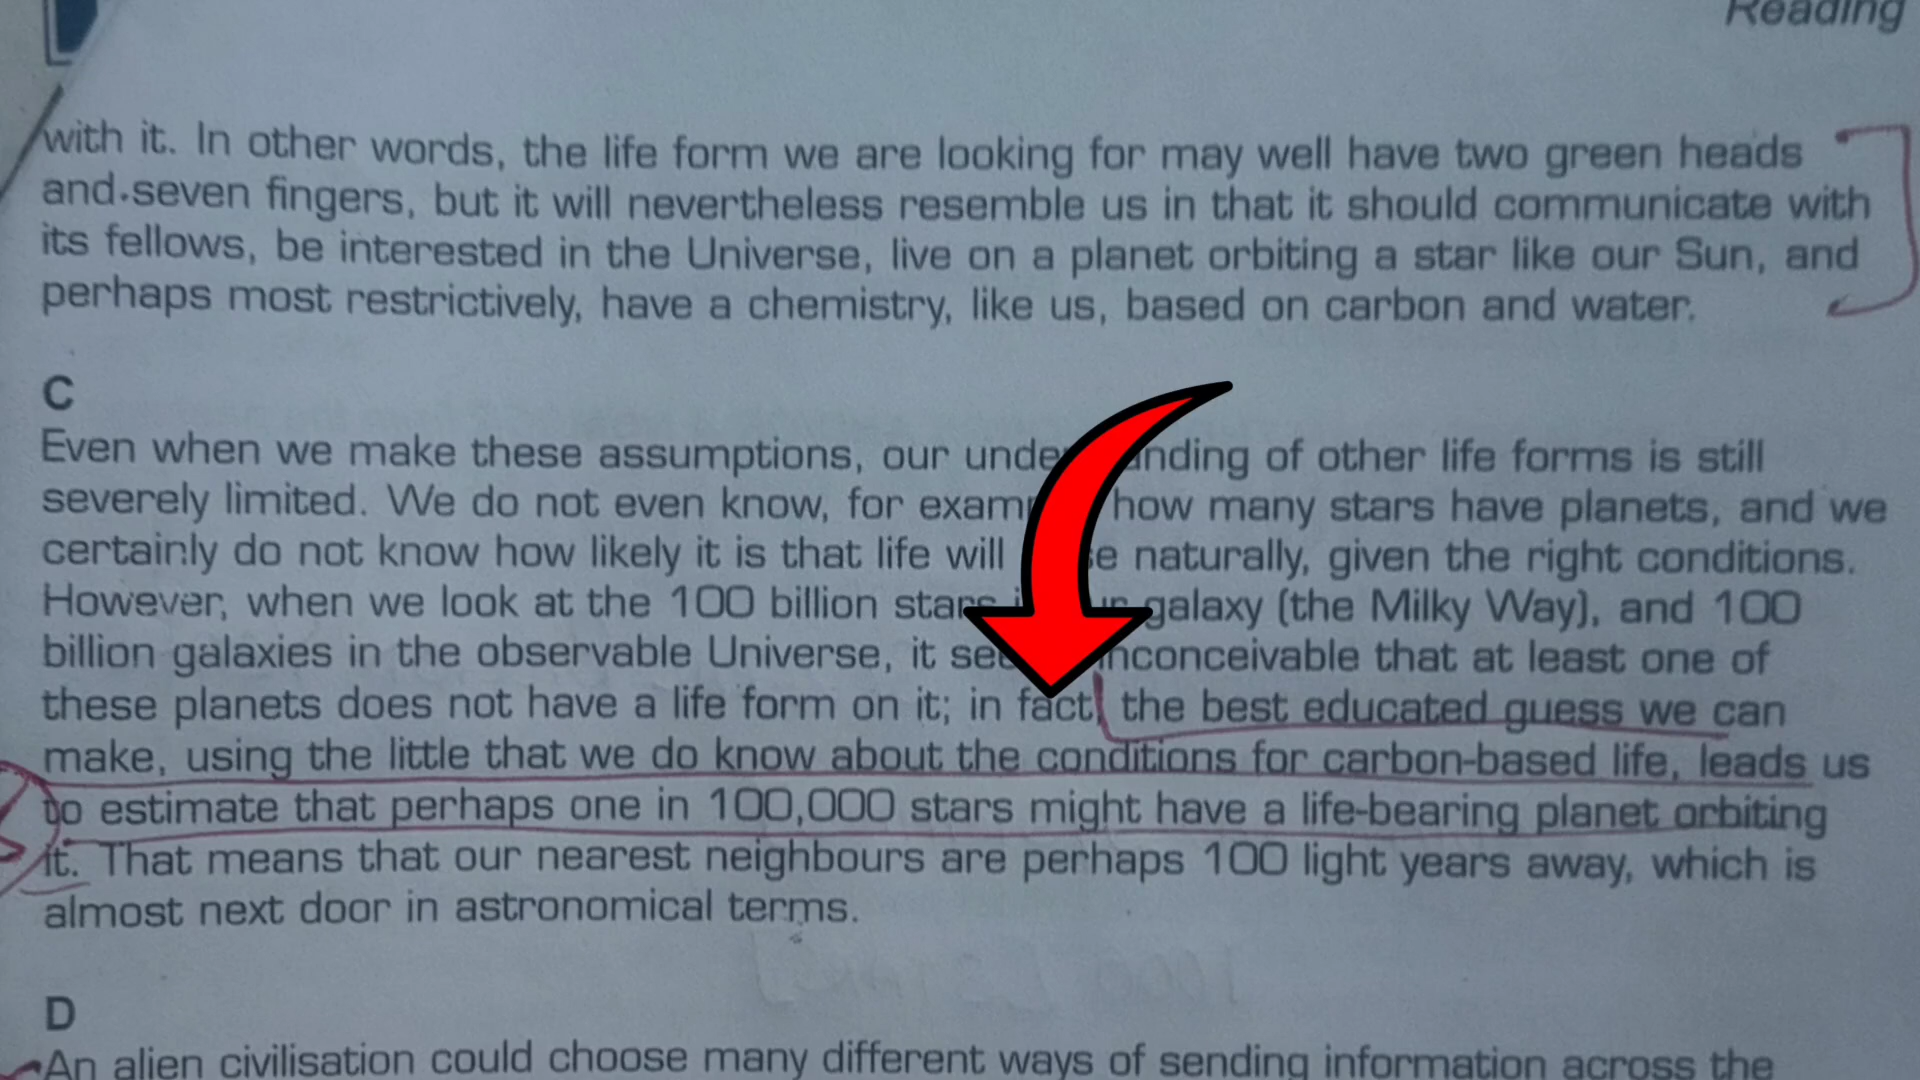 Reading
with it. In other words, the life form we are looking for may well have two green heads
and seven fingers, but it will nevertheless resemble us in that it should communicate with
its fellows, be interested in the Universe, live on a planet orbiting a star like our Sun, and
perhaps most restrictively, have a chemistry, like us, based on carbon and water.
C
Even when we make these assumptions, our of other life forms is still
severely limited. We do not even know, for how many stars have planets, and we
certainly do not know how likely it is that life will naturally, given the right conditions.
However, when we look at the 100 billion stars galaxy (the Milky Way), and 100
billion galaxies in the observable Universe, it inconceivable that at least one of
these planets does not have a life form on it; in fact, the best educated guess we can
make, using the little that we do know about the conditions for carbon-based life, leads us
to estimate that perhaps one in 100,000 stars might have a life-bearing planet orbiting
it. That means that our nearest neighbours are perhaps 100 light years away, which is
almost next door in astronomical terms.
D
An alien civilisation could choose many different ways of sending information across the